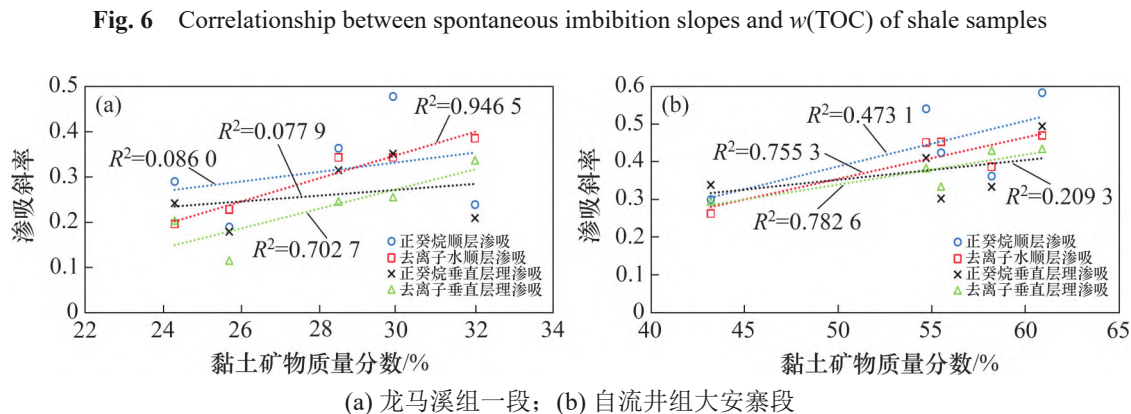 Fig. 6 Correlationship between spontaneous imbibition slopes and w(TOC) of shale samples
渗吸斜率
0.5
0.4
0.3
0.2
0.1
0
(a)
R²=0.946 5
R²=0.077 9
R²=0.086 0
R²=0.702 7
正癸烷顺层渗吸
去离子水顺层渗吸
正癸烷垂直层理渗吸
去离子垂直层理渗吸
22 24 26 28 30 32 34
黏土矿物质量分数/%
渗吸斜率
0.6
0.5
0.4
0.3
0.2
0.1
0
(b)
R²=0.473 1
R²=0.755 3
R²=0.782 6
R²=0.209 3
正癸烷顺层渗吸
去离子水顺层渗吸
正癸烷垂直层理渗吸
去离子垂直层理渗吸
40 45 50 55 60 65
黏土矿物质量分数/%
(a) 龙马溪组一段；(b) 自流井组大安寨段